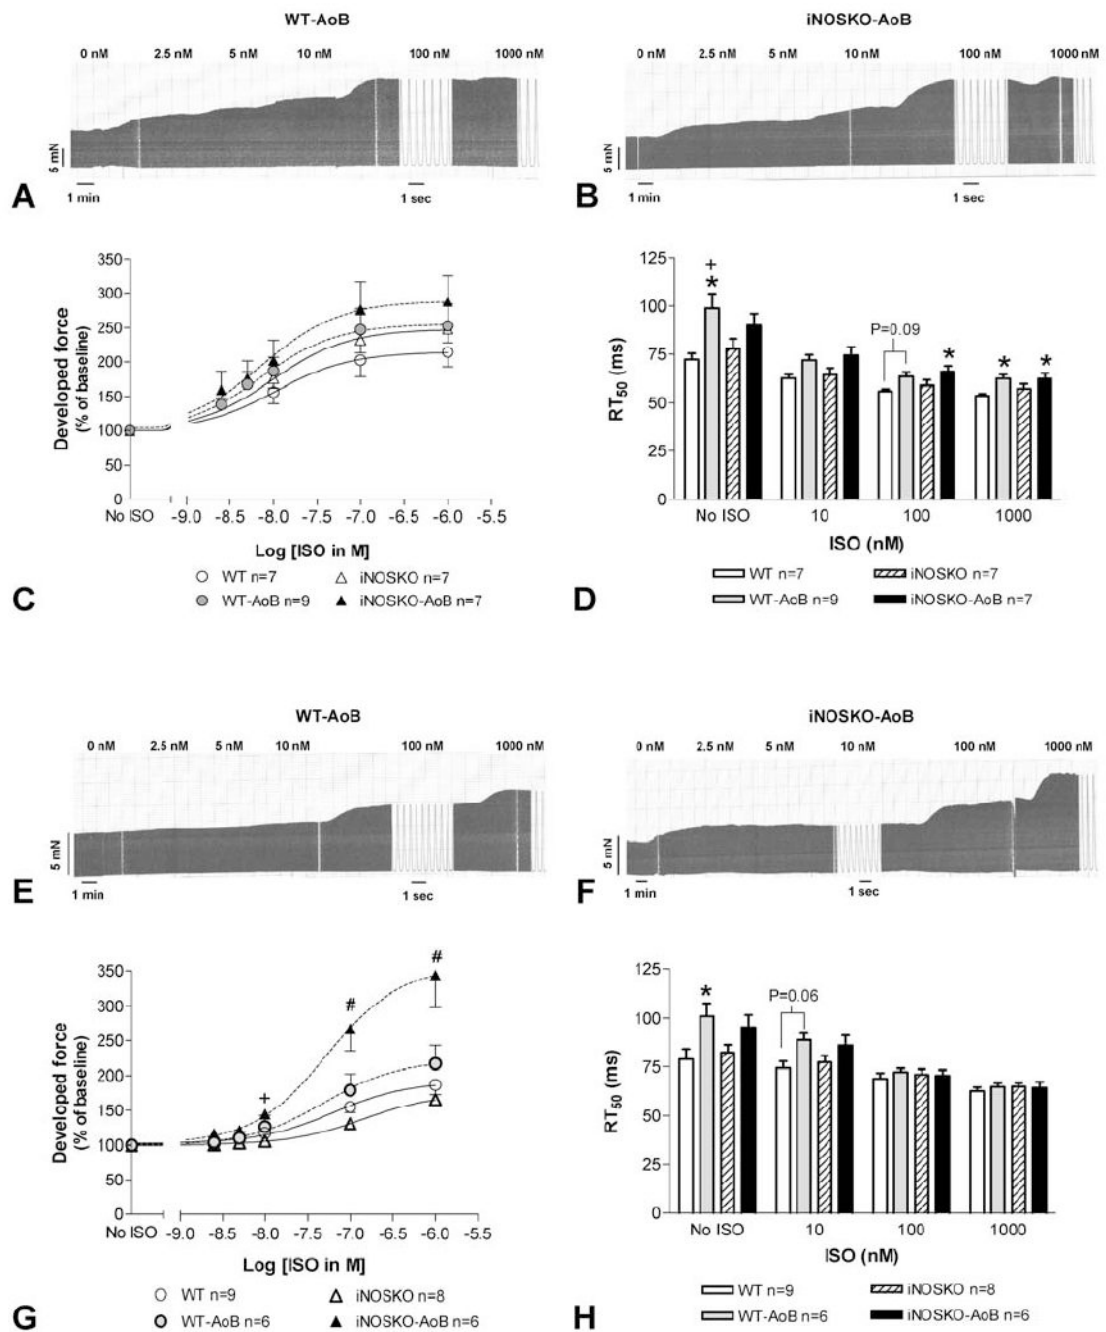 WT-AoB
0 nM 2.5 nM 5 nM 10 nM 100 nM 1000 nM
5 mN
1 min 1 sec
A
iNOSKO-AoB
0 nM 2.5 nM 5 nM 10 nM 100 nM 1000 nM
5 mN
1 min 1 sec
B
Developed force
(% of baseline)
350
300
250
200
150
100
50
0
No ISO -9.0 -8.5 -8.0 -7.5 -7.0 -6.5 -6.0 -5.5
Log [ISO in M]
WT n=7 iNOSKO n=7
WT-AoB n=9 iNOSKO-AoB n=7
C
RT50 (ms)
125
100
75
50
25
0
+
*
P=0.09
* * *
No ISO 10 100 1000
ISO (nM)
WT n=7 iNOSKO n=7
WT-AoB n=9 iNOSKO-AoB n=7
D
WT-AoB
0 nM 2.5 nM 5 nM 10 nM 100 nM 1000 nM
5 mN
1 min 1 sec
E
iNOSKO-AoB
0 nM 2.5 nM 5 nM 10 nM 100 nM 1000 nM
5 mN
1 min 1 sec
F
Developed force
(% of baseline)
350
300
250
200
150
100
50
0
+ # #
No ISO -9.0 -8.5 -8.0 -7.5 -7.0 -6.5 -6.0 -5.5
Log [ISO in M]
WT n=9 iNOSKO n=8
WT-AoB n=6 iNOSKO-AoB n=6
G
RT50 (ms)
125
100
75
50
25
0
*
P=0.06
No ISO 10 100 1000
ISO (nM)
WT n=9 iNOSKO n=8
WT-AoB n=6 iNOSKO-AoB n=6
H